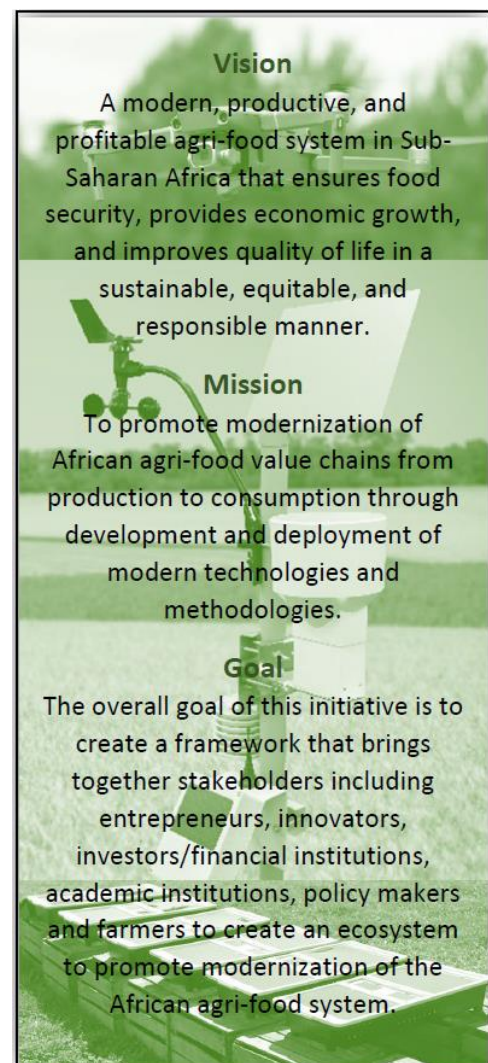 Vision
A modern, productive, and
profitable agri-food system in Sub-
Saharan Africa that ensures food
security, provides economic growth,
and improves quality of life in a
sustainable, equitable, and
responsible manner.
Mission
To promote modernization of
African agri-food value chains from
production to consumption through
development and deployment of
modern technologies and
methodologies.
Goal
The overall goal of this initiative is to
create a framework that brings
together stakeholders including
entrepreneurs, innovators,
investors/financial institutions,
academic institutions, policy makers
and farmers to create an ecosystem
to promote modernization of the
African agri-food system.